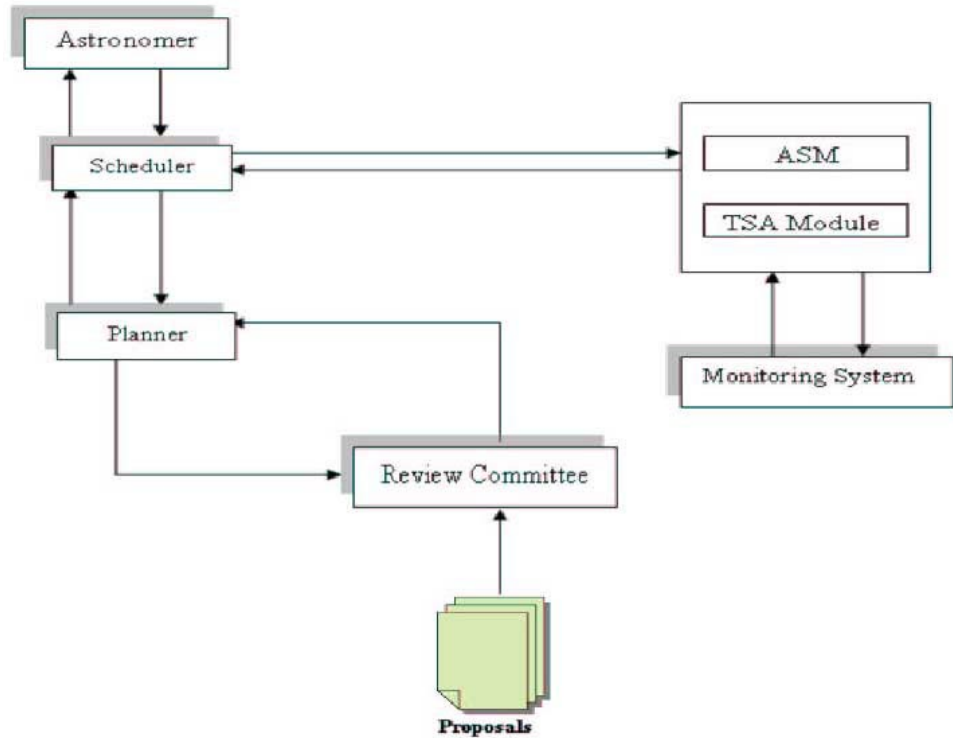 Astronomer
Scheduler
ASM
TSA Module
Planner
Monitoring System
Review Committee
Proposals